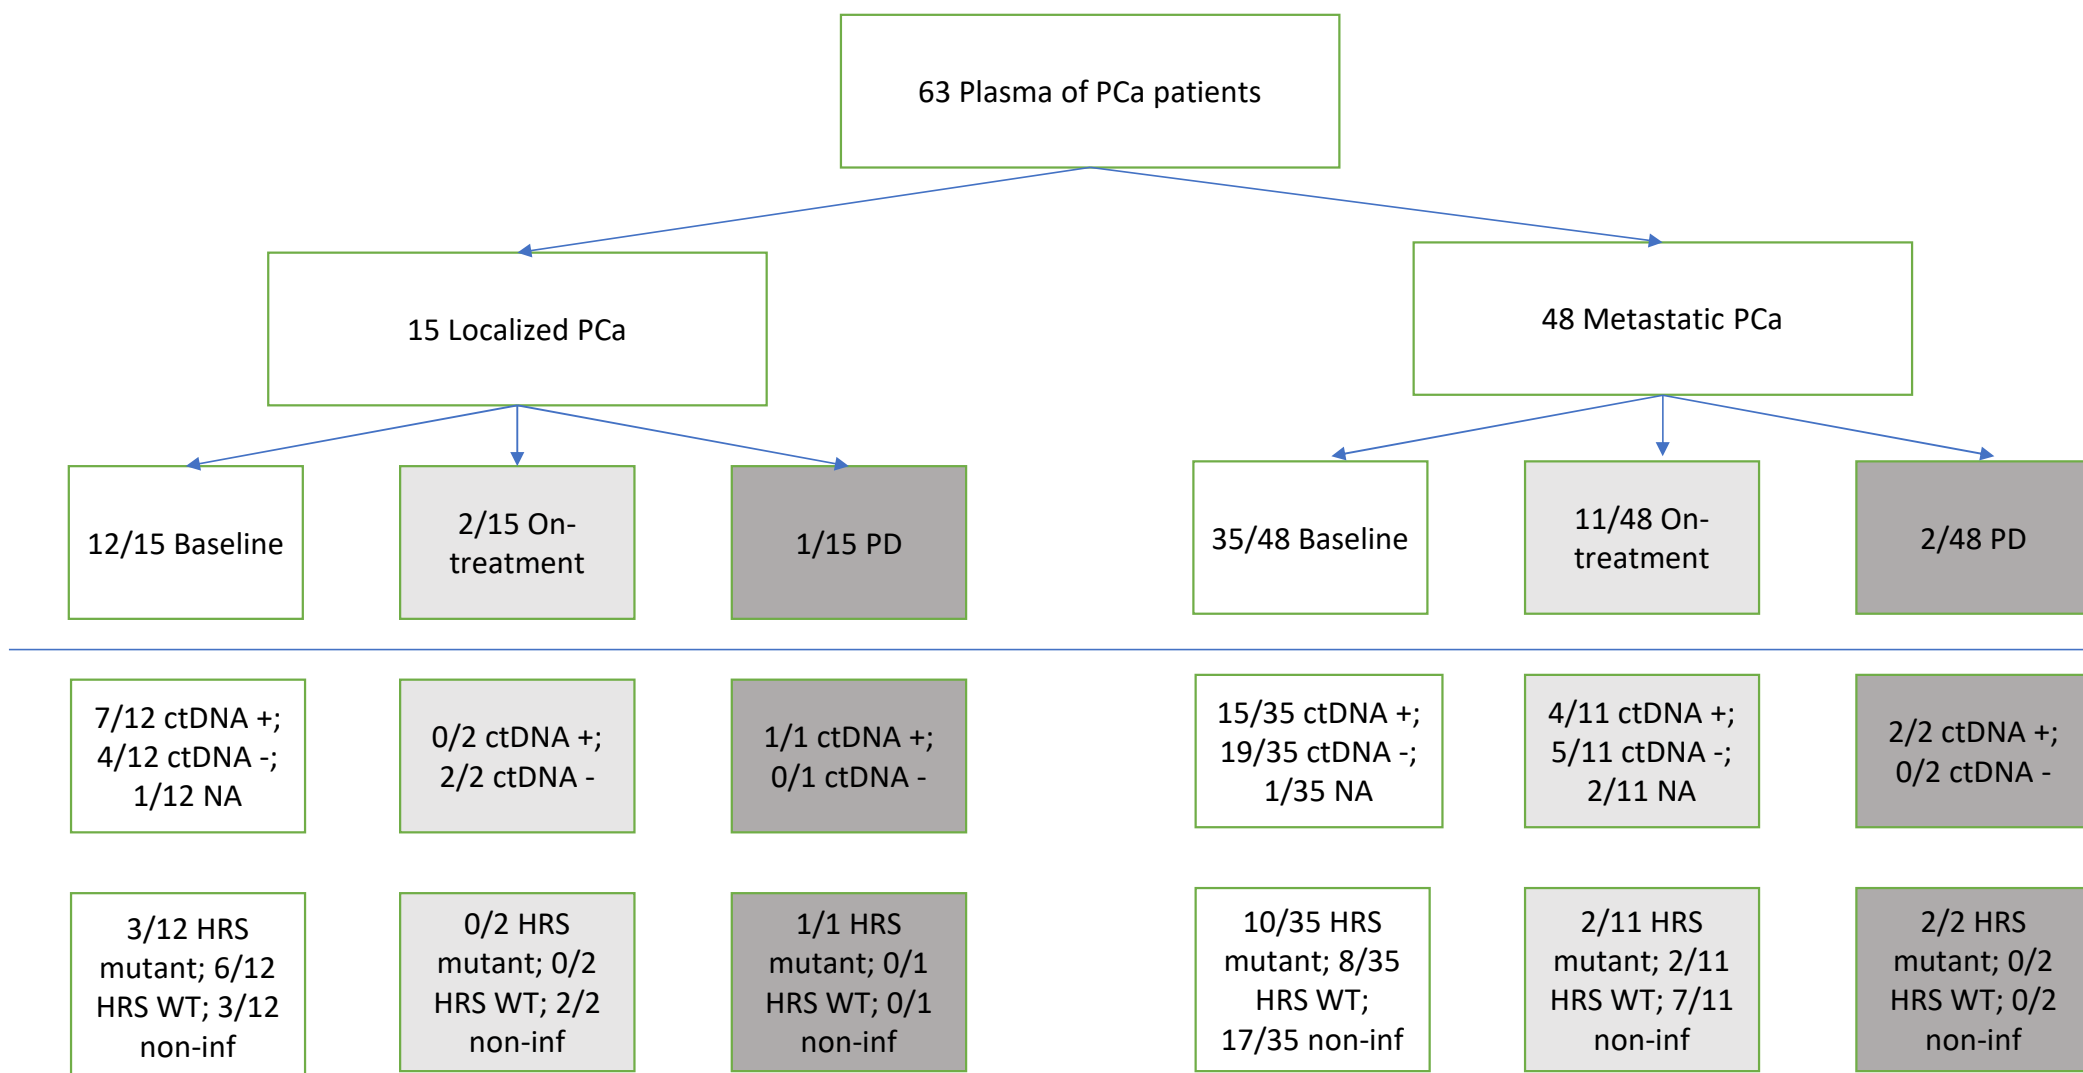 63 Plasma of PCa patients
15 Localized PCa
48 Metastatic PCa
12/15 Baseline
2/15 On-
treatment
1/15 PD
35/48 Baseline
11/48 On-
treatment
2/48 PD
7/12 ctDNA +;
4/12 ctDNA -;
1/12 NA
0/2 ctDNA +;
2/2 ctDNA -
1/1 ctDNA +;
0/1 ctDNA -
15/35 ctDNA +;
19/35 ctDNA -;
1/35 NA
4/11 ctDNA +;
5/11 ctDNA -;
2/11 NA
2/2 ctDNA +;
0/2 ctDNA -
3/12 HRS
mutant; 6/12
HRS WT; 3/12
non-inf
0/2 HRS
mutant; 0/2
HRS WT; 2/2
non-inf
1/1 HRS
mutant; 0/1
HRS WT; 0/1
non-inf
10/35 HRS
mutant; 8/35
HRS WT;
17/35 non-inf
2/11 HRS
mutant; 2/11
HRS WT; 7/11
non-inf
2/2 HRS
mutant; 0/2
HRS WT; 0/2
non-inf